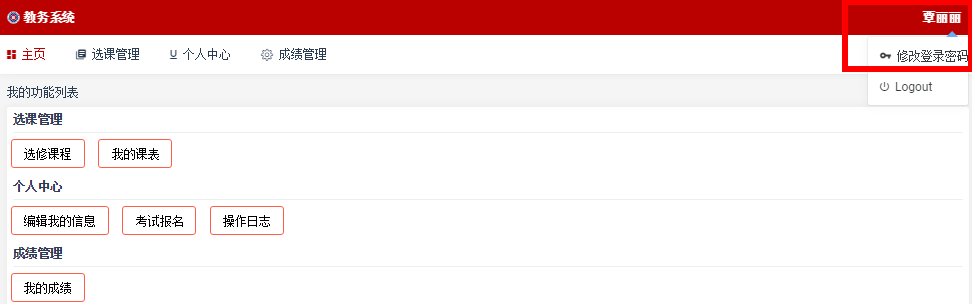 教务系统 覃丽丽
主页 选课管理 个人中心 成绩管理
修改登录密码
Logout
我的功能列表
选课管理
选修课程 我的课表
个人中心
编辑我的信息 考试报名 操作日志
成绩管理
我的成绩